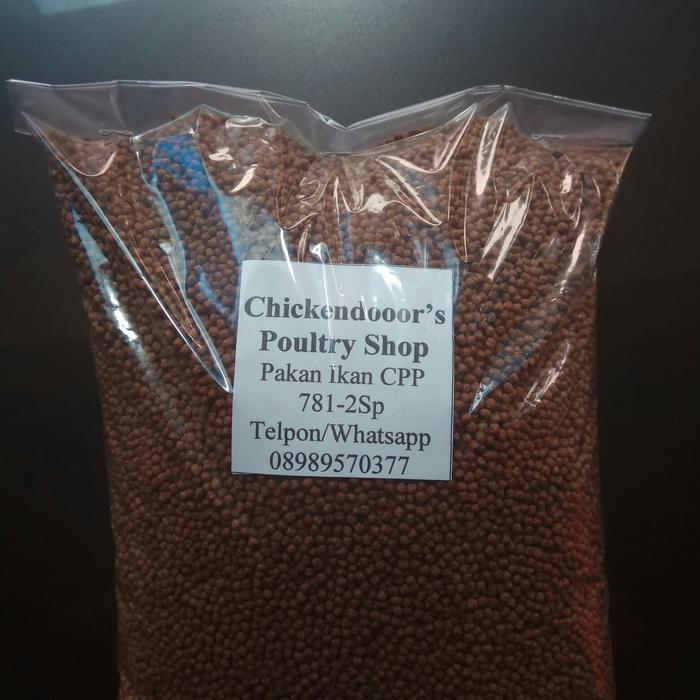 Chickendooor's
Poultry Shop
Pakan Ikan CPP
781-2Sp
Telpon/Whatsapp
08989570377